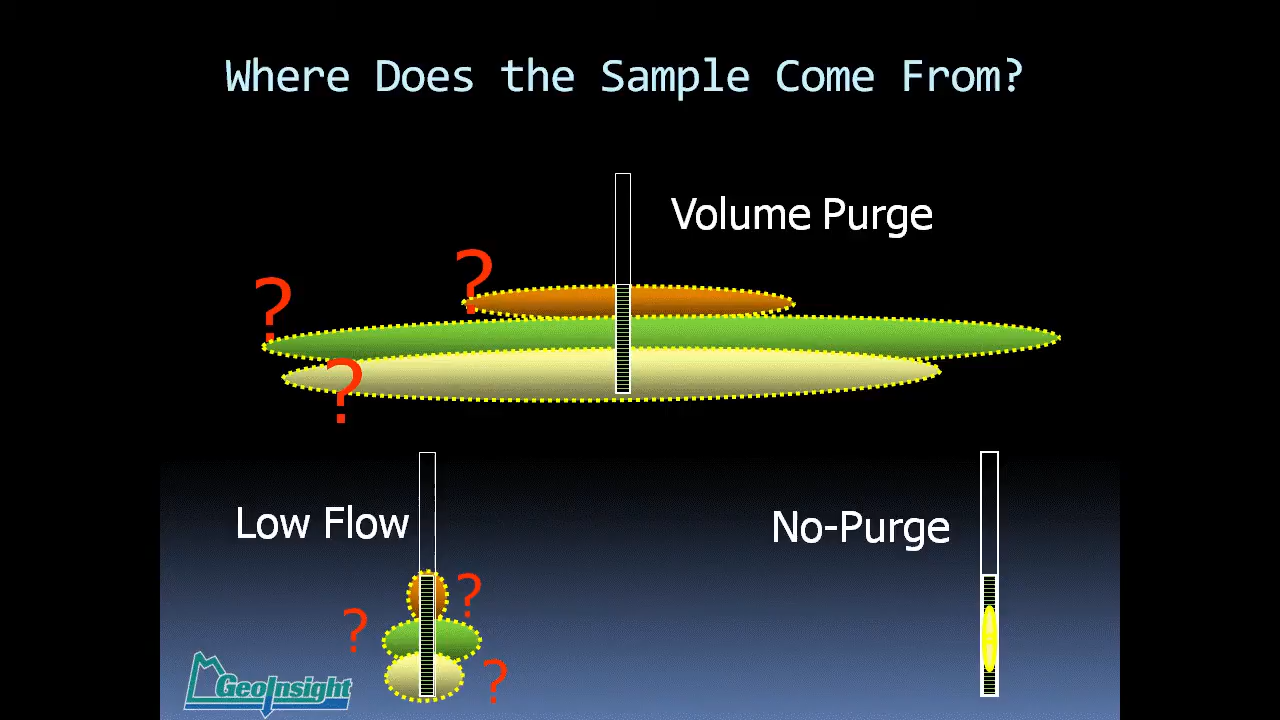 Where Does the Sample Come From?
Volume Purge
?
?
?
Low Flow
No-Purge
?
?
?
GeoInsight